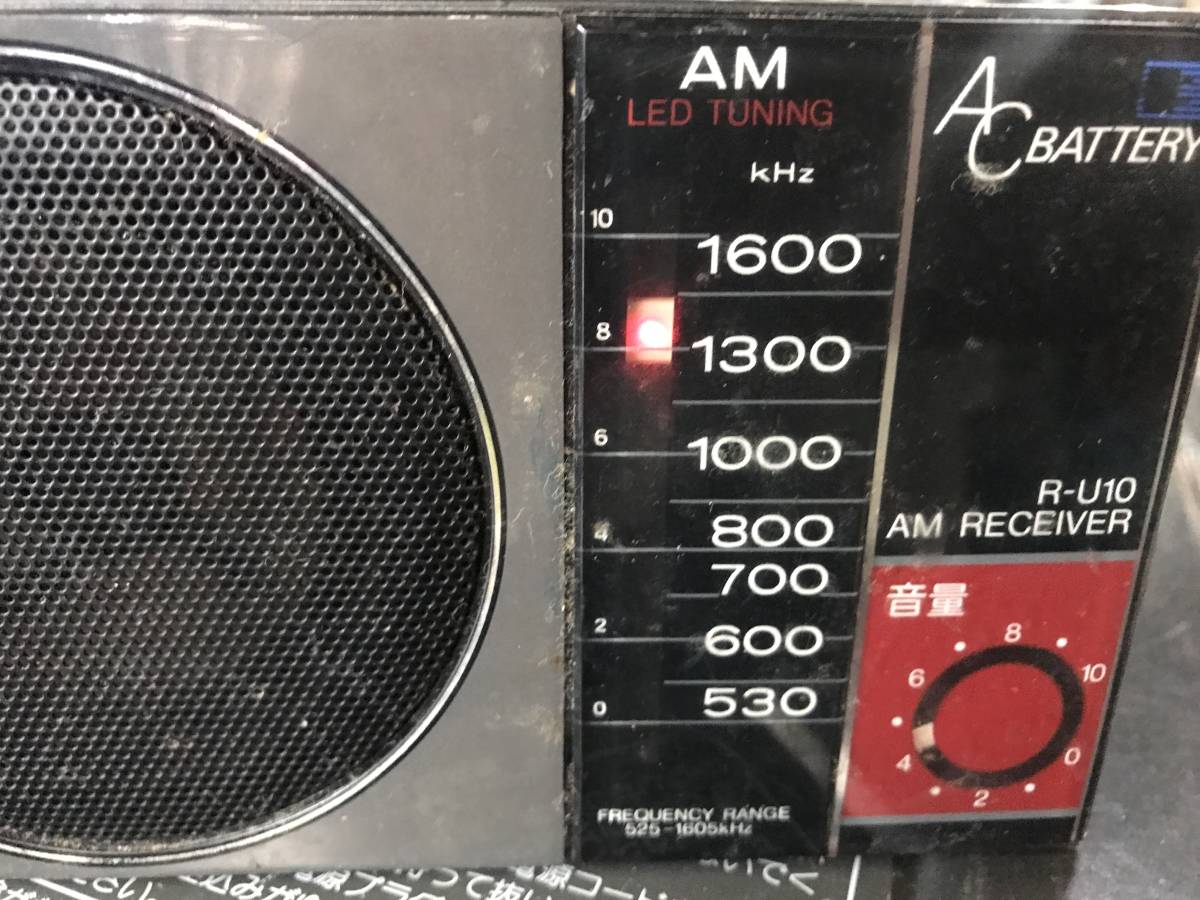 AM
LED TUNING
kHz
10
1600
8
1300
6
1000
4
800
700
2
600
530
0
FREQUENCY RANGE
525-1605kHz
AC BATTERY
R-U10
AM RECEIVER
音量
8
10
6
4
0
2